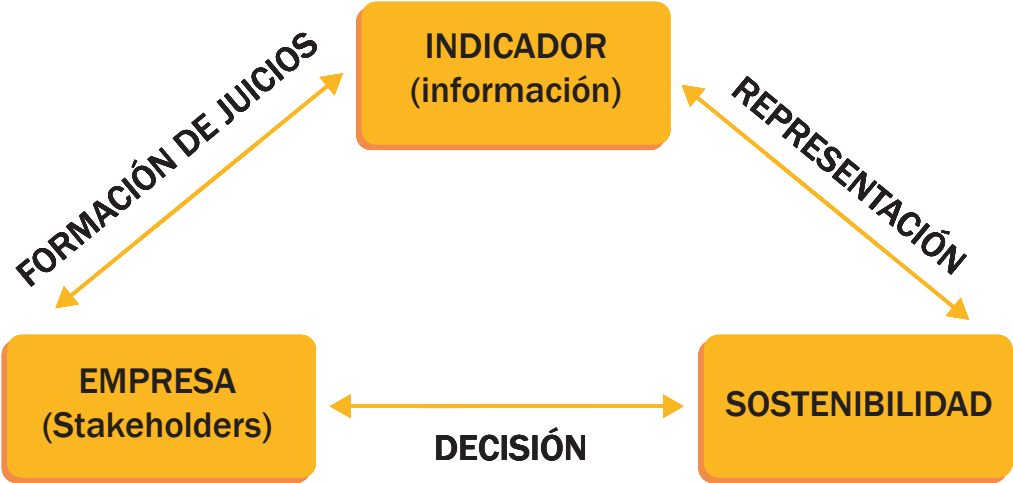 INDICADOR
(información)
FORMACIÓN DE JUICIOS
REPRESENTACIÓN
EMPRESA
(Stakeholders)
SOSTENIBILIDAD
DECISIÓN